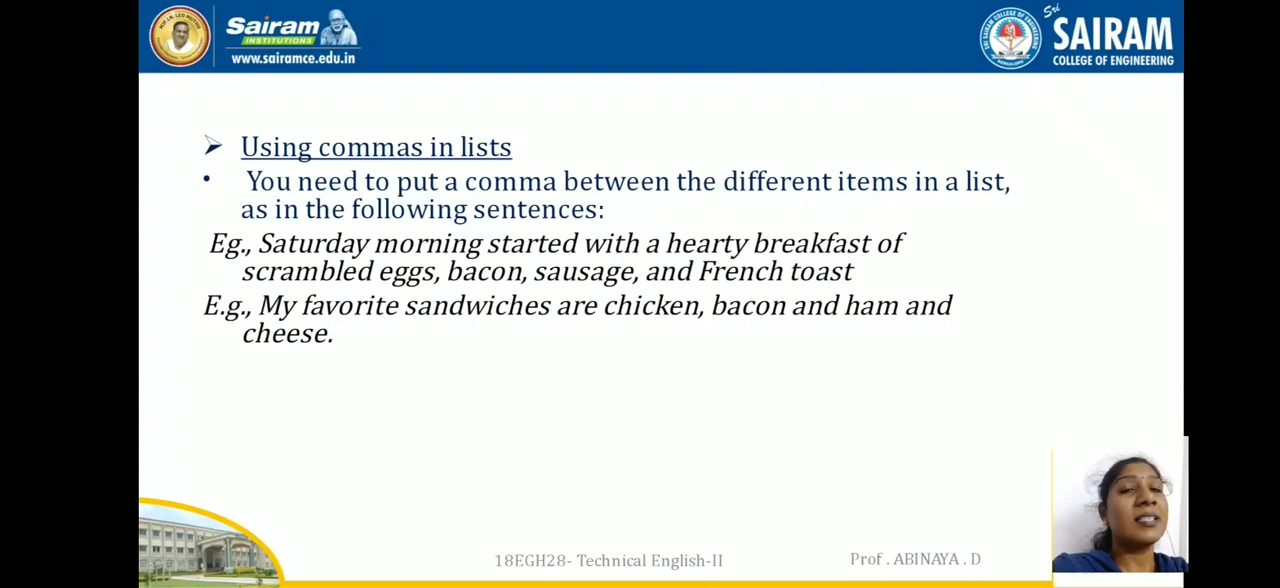 Sairam
INSTITUTIONS
www.sairamce.edu.in
Sri
SAIRAM
COLLEGE OF ENGINEERING
Using commas in lists
You need to put a comma between the different items in a list,
as in the following sentences:
Eg., Saturday morning started with a hearty breakfast of
scrambled eggs, bacon, sausage, and French toast
E.g., My favorite sandwiches are chicken, bacon and ham and
cheese.
18EGH28- Technical English-II
Prof . ABINAYA . D